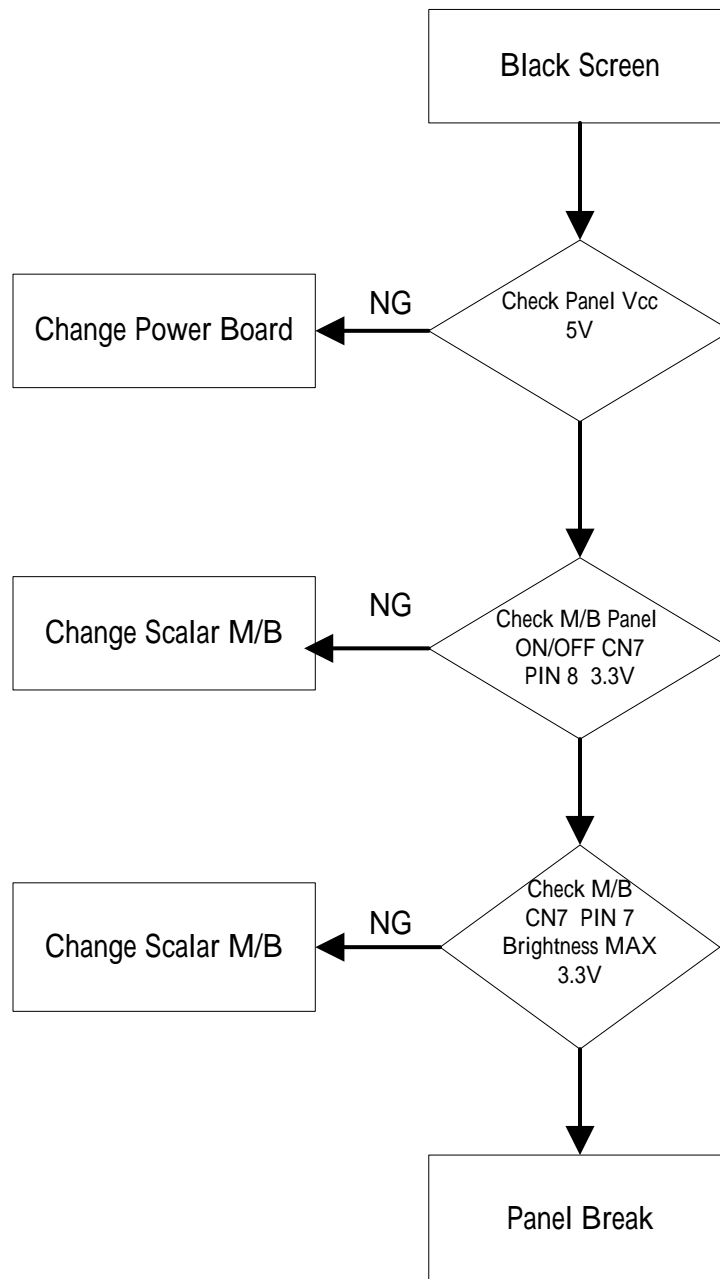 Black Screen
Check Panel Vcc
5V
NG
Change Power Board
Check M/B Panel
ON/OFF CN7
PIN 8 3.3V
NG
Change Scalar M/B
Check M/B
CN7 PIN 7
Brightness MAX
3.3V
NG
Change Scalar M/B
Panel Break